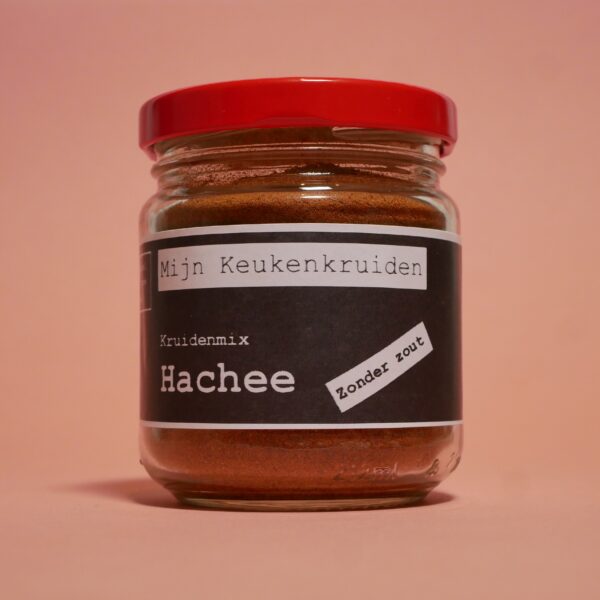 Mijn Keukenkruiden
Kruidenmix
Hachee
Zonder zout